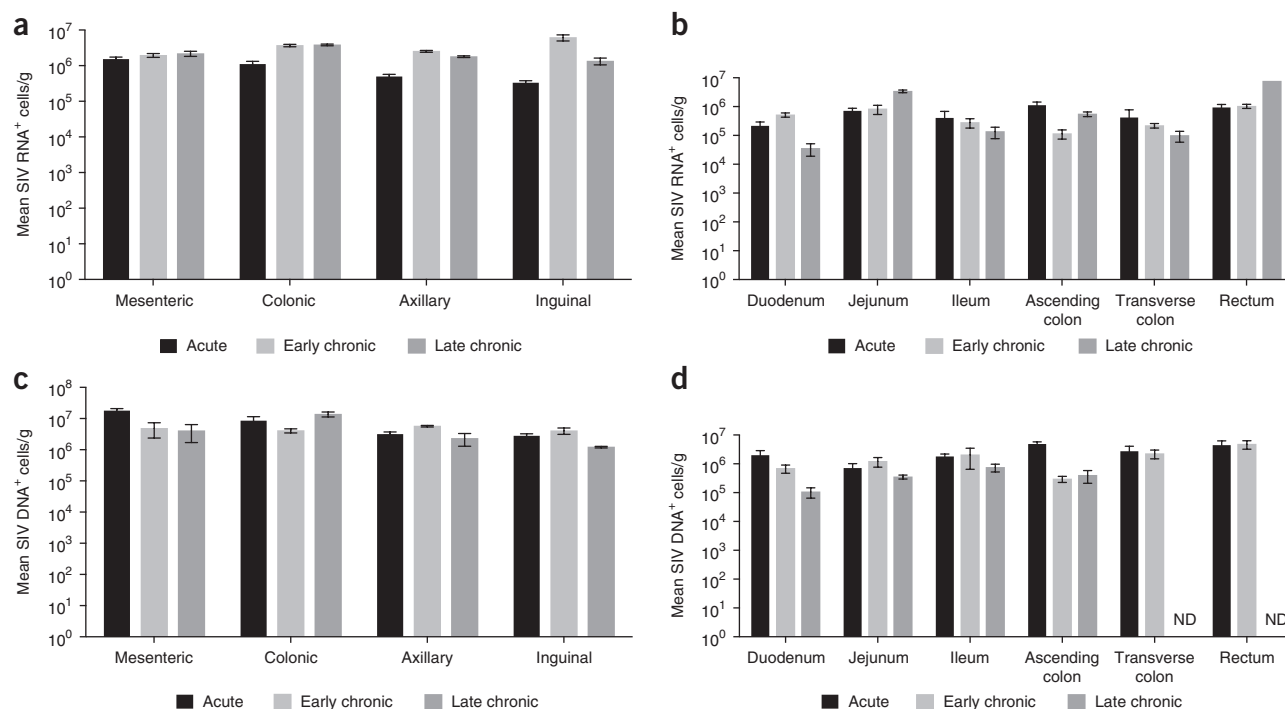 a
Mean SIV RNA⁺ cells/g
10⁷
10⁶
10⁵
10⁴
10³
10²
10¹
10⁰
Mesenteric Colonic Axillary Inguinal
Acute Early chronic Late chronic
b
Mean SIV RNA⁺ cells/g
10⁷
10⁶
10⁵
10⁴
10³
10²
10¹
10⁰
Duodenum Jejunum Ileum Ascending colon Transverse colon Rectum
Acute Early chronic Late chronic
c
Mean SIV DNA⁺ cells/g
10⁸
10⁷
10⁶
10⁵
10⁴
10³
10²
10¹
10⁰
Mesenteric Colonic Axillary Inguinal
Acute Early chronic Late chronic
d
Mean SIV DNA⁺ cells/g
10⁷
10⁶
10⁵
10⁴
10³
10²
10¹
10⁰
ND ND
Duodenum Jejunum Ileum Ascending colon Transverse colon Rectum
Acute Early chronic Late chronic